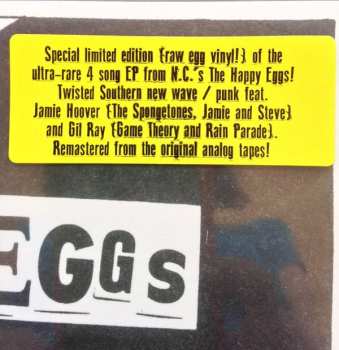 Special limited edition {raw egg vinyl!} of the
ultra-rare 4 song EP from N.C.'s The Happy Eggs!
Twisted Southern new wave / punk feat.
Jamie Hoover {The Spongetones, Jamie and Steve}
and Gil Ray {Game Theory and Rain Parade}.
Remastered from the original analog tapes!
EGGS